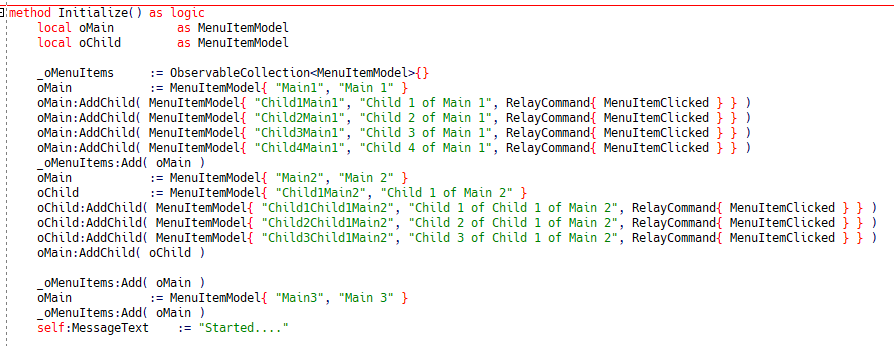 method Initialize() as logic
    local oMain         as MenuItemModel
    local oChild        as MenuItemModel

    _oMenuItems     := ObservableCollection<MenuItemModel>{}
    oMain           := MenuItemModel{ "Main1", "Main 1" }
    oMain:AddChild( MenuItemModel{ "Child1Main1", "Child 1 of Main 1", RelayCommand{ MenuItemClicked } } )
    oMain:AddChild( MenuItemModel{ "Child2Main1", "Child 2 of Main 1", RelayCommand{ MenuItemClicked } } )
    oMain:AddChild( MenuItemModel{ "Child3Main1", "Child 3 of Main 1", RelayCommand{ MenuItemClicked } } )
    oMain:AddChild( MenuItemModel{ "Child4Main1", "Child 4 of Main 1", RelayCommand{ MenuItemClicked } } )
    _oMenuItems:Add( oMain )
    oMain           := MenuItemModel{ "Main2", "Main 2" }
    oChild          := MenuItemModel{ "Child1Main2", "Child 1 of Main 2" }
    oChild:AddChild( MenuItemModel{ "Child1Child1Main2", "Child 1 of Child 1 of Main 2", RelayCommand{ MenuItemClicked } } )
    oChild:AddChild( MenuItemModel{ "Child2Child1Main2", "Child 2 of Child 1 of Main 2", RelayCommand{ MenuItemClicked } } )
    oChild:AddChild( MenuItemModel{ "Child3Child1Main2", "Child 3 of Child 1 of Main 2", RelayCommand{ MenuItemClicked } } )
    oMain:AddChild( oChild )

    _oMenuItems:Add( oMain )
    oMain           := MenuItemModel{ "Main3", "Main 3" }
    _oMenuItems:Add( oMain )
    self:MessageText    := "Started...."